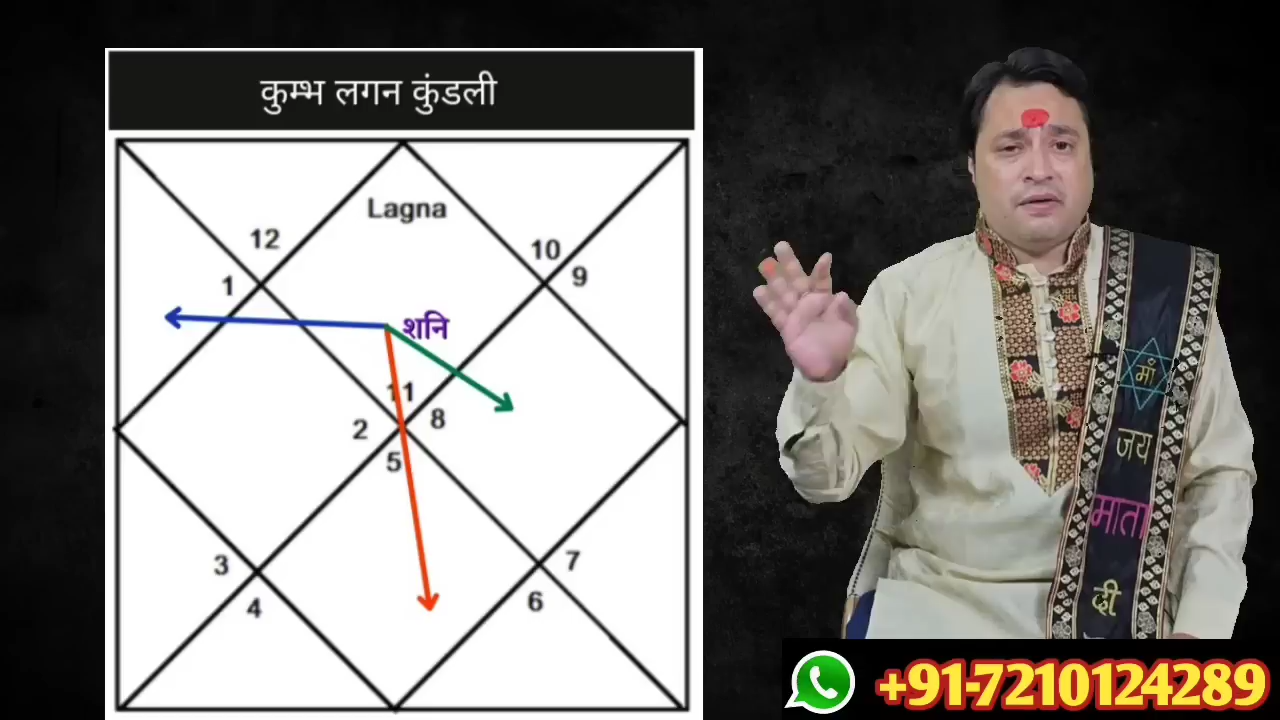 कुम्भ लगन कुंडली
Lagna
12
10
1
9
शनि
11
2
8
5
3
7
4
6
माँ
जय
माता
दी
+91-7210124289